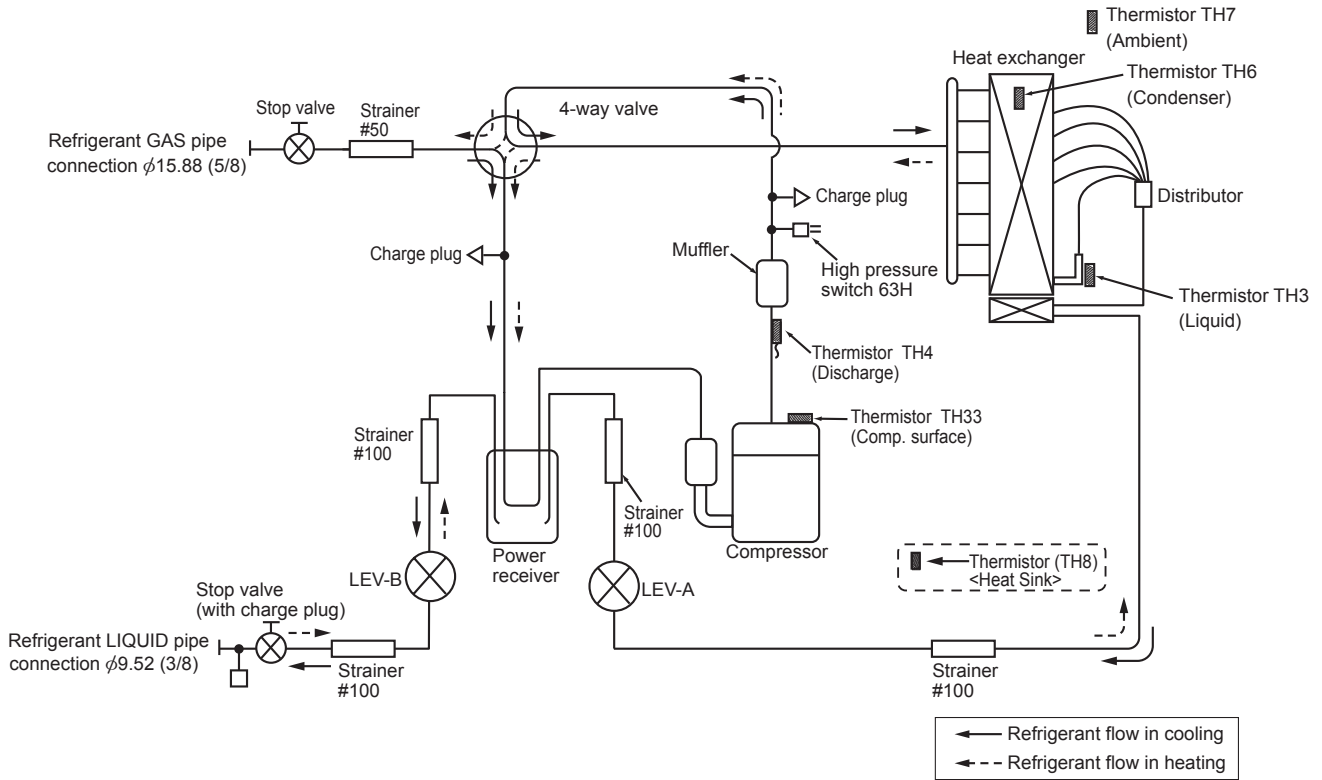 Thermistor TH7
(Ambient)
Heat exchanger
Thermistor TH6
(Condenser)
Stop valve
Strainer
#50
4-way valve
Refrigerant GAS pipe
connection ϕ15.88 (5/8)
Charge plug
Distributor
Charge plug
Muffler
High pressure
switch 63H
Thermistor TH3
(Liquid)
Thermistor TH4
(Discharge)
Thermistor TH33
(Comp. surface)
Strainer
#100
Strainer
#100
Compressor
Power
receiver
LEV-B
LEV-A
Thermistor (TH8)
<Heat Sink>
Stop valve
(with charge plug)
Refrigerant LIQUID pipe
connection ϕ9.52 (3/8)
Strainer
#100
Strainer
#100
Refrigerant flow in cooling
Refrigerant flow in heating